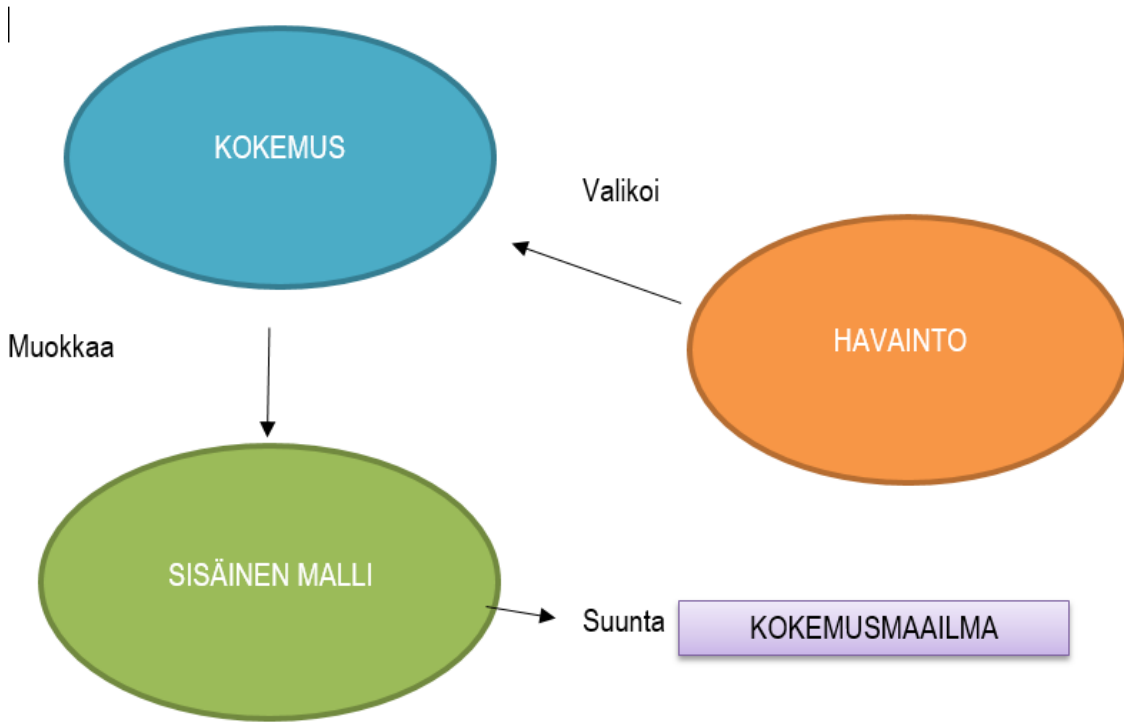 KOKEMUS
Valikoi
HAVAINTO
Muokkaa
SISÄINEN MALLI
Suunta
KOKEMUSMAAILMA